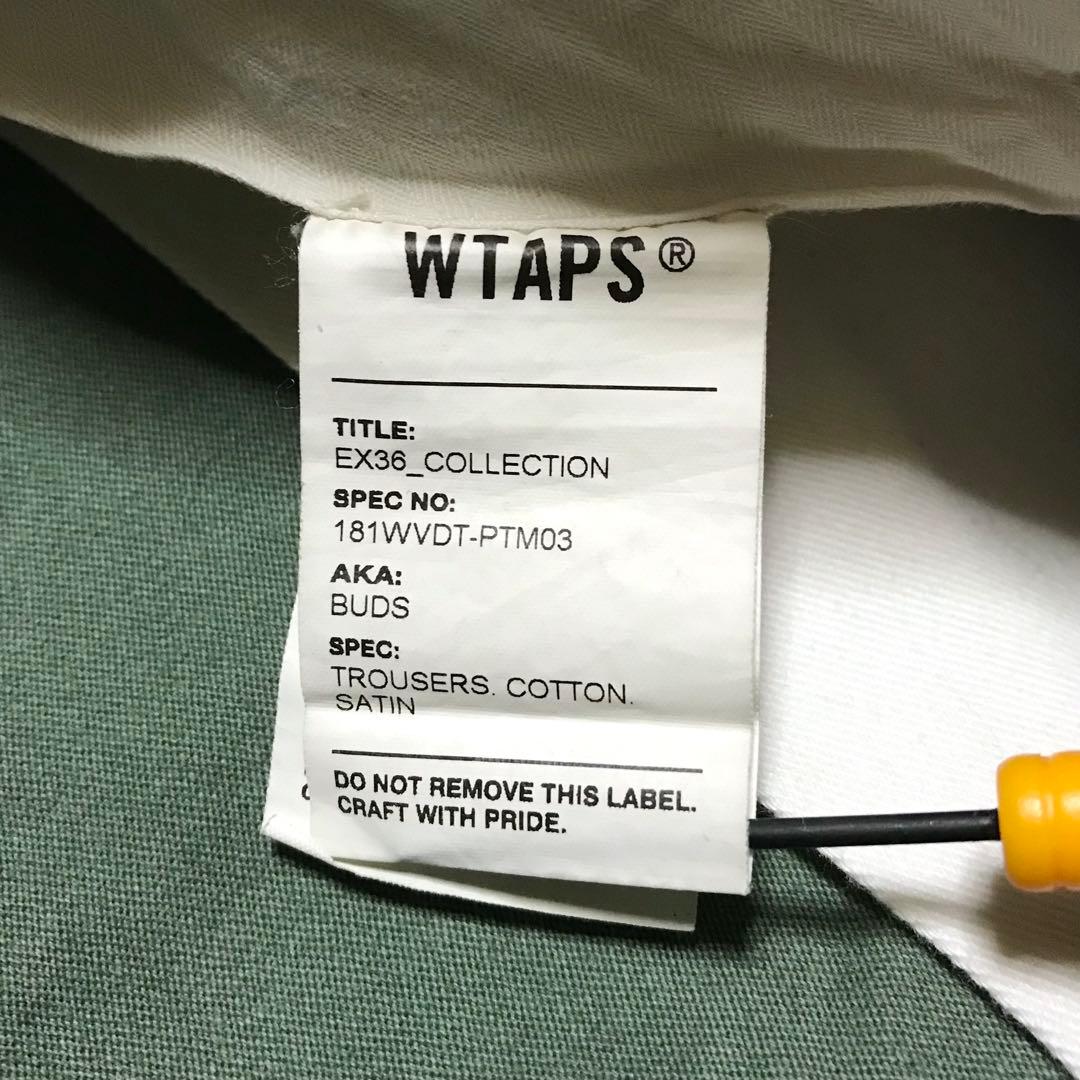 WTAPS®
TITLE:
EX36_COLLECTION
SPEC NO:
181WVDT-PTM03
AKA:
BUDS
SPEC:
TROUSERS. COTTON.
SATIN
DO NOT REMOVE THIS LABEL.
CRAFT WITH PRIDE.